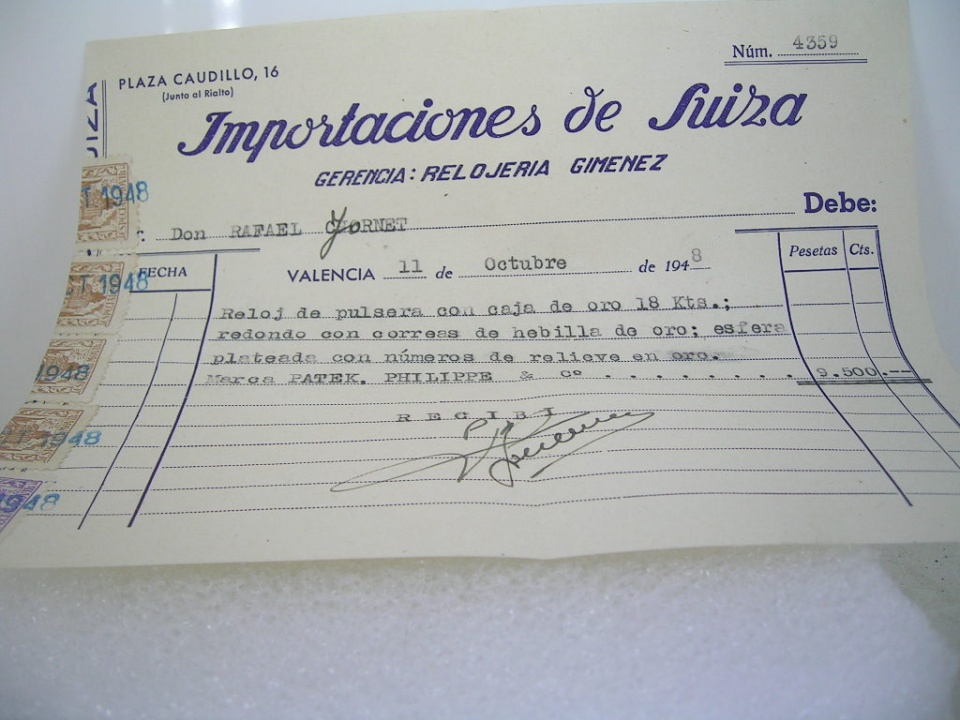 Núm. 4359
PLAZA CAUDILLO, 16
(Junto al Rialto)
Importaciones de Suiza
GERENCIA: RELOJERIA GIMENEZ
Debe:
Don RAFAEL JORNET
FECHA
VALENCIA 11 de Octubre de 1948
Pesetas Cts.
Reloj de pulsera con caja de oro 18 Kts.;
redondo con correas de hebilla de oro; esfera
plateada con números de relieve en oro.
Marca PATEK, PHILIPPE & Cº . . . . . . . . 9.500.--
RECIBI
1948
1948
1948
1948
1948